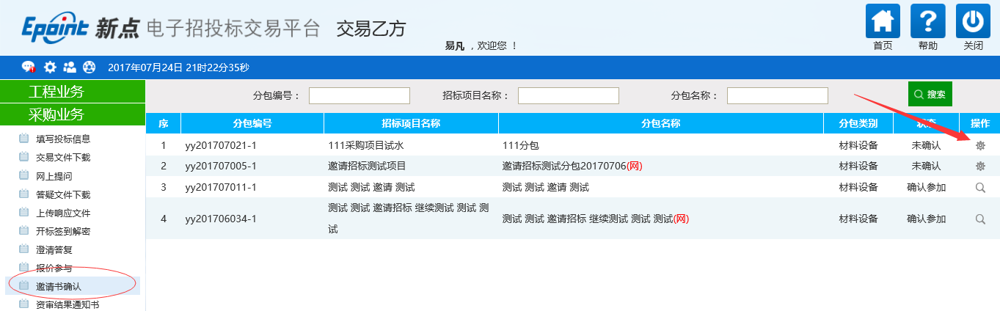 Epoint 新点 电子招投标交易平台 交易乙方
易凡 ，欢迎您 ！
首页 帮助 关闭
2017年07月24日 21时22分35秒
工程业务
采购业务
填写投标信息
交易文件下载
网上提问
答疑文件下载
上传响应文件
开标签到解密
澄清答复
报价参与
邀请书确认
资审结果通知书
分包编号： 招标项目名称： 分包名称： 搜索
序 分包编号 招标项目名称 分包名称 分包类别 状态 操作
1 yy201707021-1 111采购项目试水 111分包 材料设备 未确认
2 yy201707005-1 邀请招标测试项目 邀请招标测试分包20170706(网) 材料设备 未确认
3 yy201707011-1 测试 测试 邀请 测试 测试 测试 邀请 测试 材料设备 确认参加
4 yy201706034-1 测试 测试 邀请招标 继续测试 测试 测
试 测试 测试 邀请招标 继续测试 测试 测试(网) 材料设备 确认参加